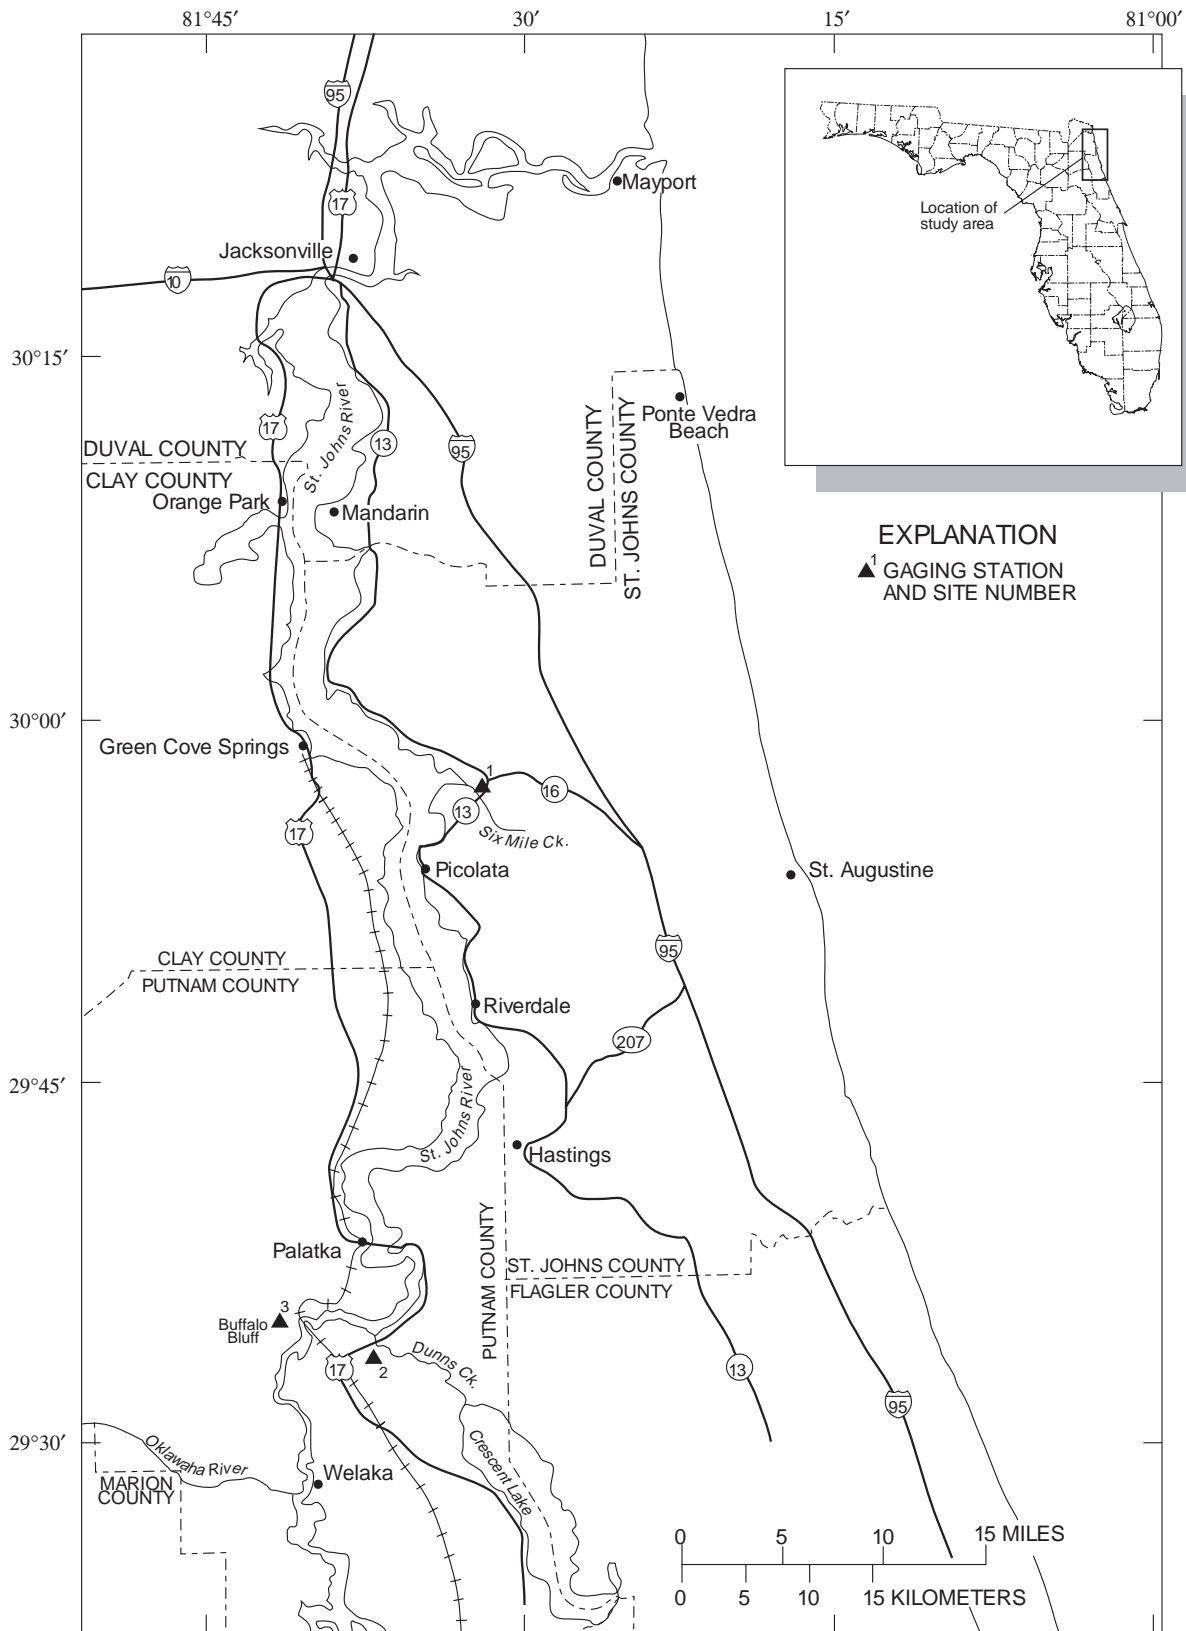 81°45′
30′
15′
81°00′
95
Mayport
17
Location of
study area
Jacksonville
10
30°15′
Ponte Vedra
Beach
St. Johns River
17
13
95
DUVAL COUNTY
CLAY COUNTY
DUVAL COUNTY
ST. JOHNS COUNTY
Orange Park
Mandarin
EXPLANATION
1
GAGING STATION
AND SITE NUMBER
30°00′
Green Cove Springs
1
16
13
17
Six Mile Ck.
Picolata
St. Augustine
95
CLAY COUNTY
PUTNAM COUNTY
Riverdale
207
29°45′
St. Johns River
Hastings
PUTNAM COUNTY
Palatka
ST. JOHNS COUNTY
FLAGLER COUNTY
3
Buffalo
Bluff
17
2
Dunns Ck.
13
95
29°30′
Oklawaha River
Crescent Lake
MARION
COUNTY
Welaka
0
5
10
15 MILES
0
5
10
15 KILOMETERS